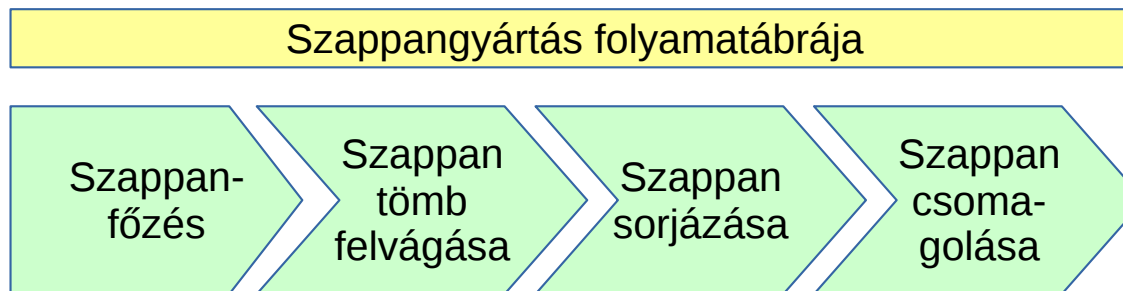 Szappangyártás folyamatábrája
Szappan-
főzés
Szappan
tömb
felvágása
Szappan
sorjázása
Szappan
csoma-
golása